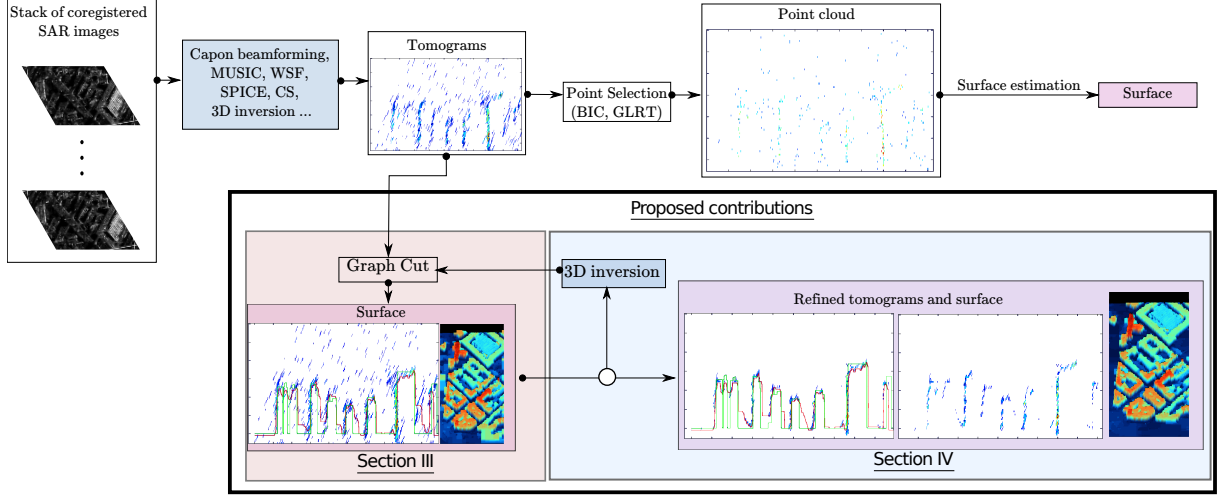 Stack of coregistered
SAR images
Capon beamforming,
MUSIC, WSF,
SPICE, CS,
3D inversion ...
Tomograms
Point Selection
(BIC, GLRT)
Point cloud
Surface estimation
Surface
Proposed contributions
Graph Cut
3D inversion
Surface
Refined tomograms and surface
Section III
Section IV